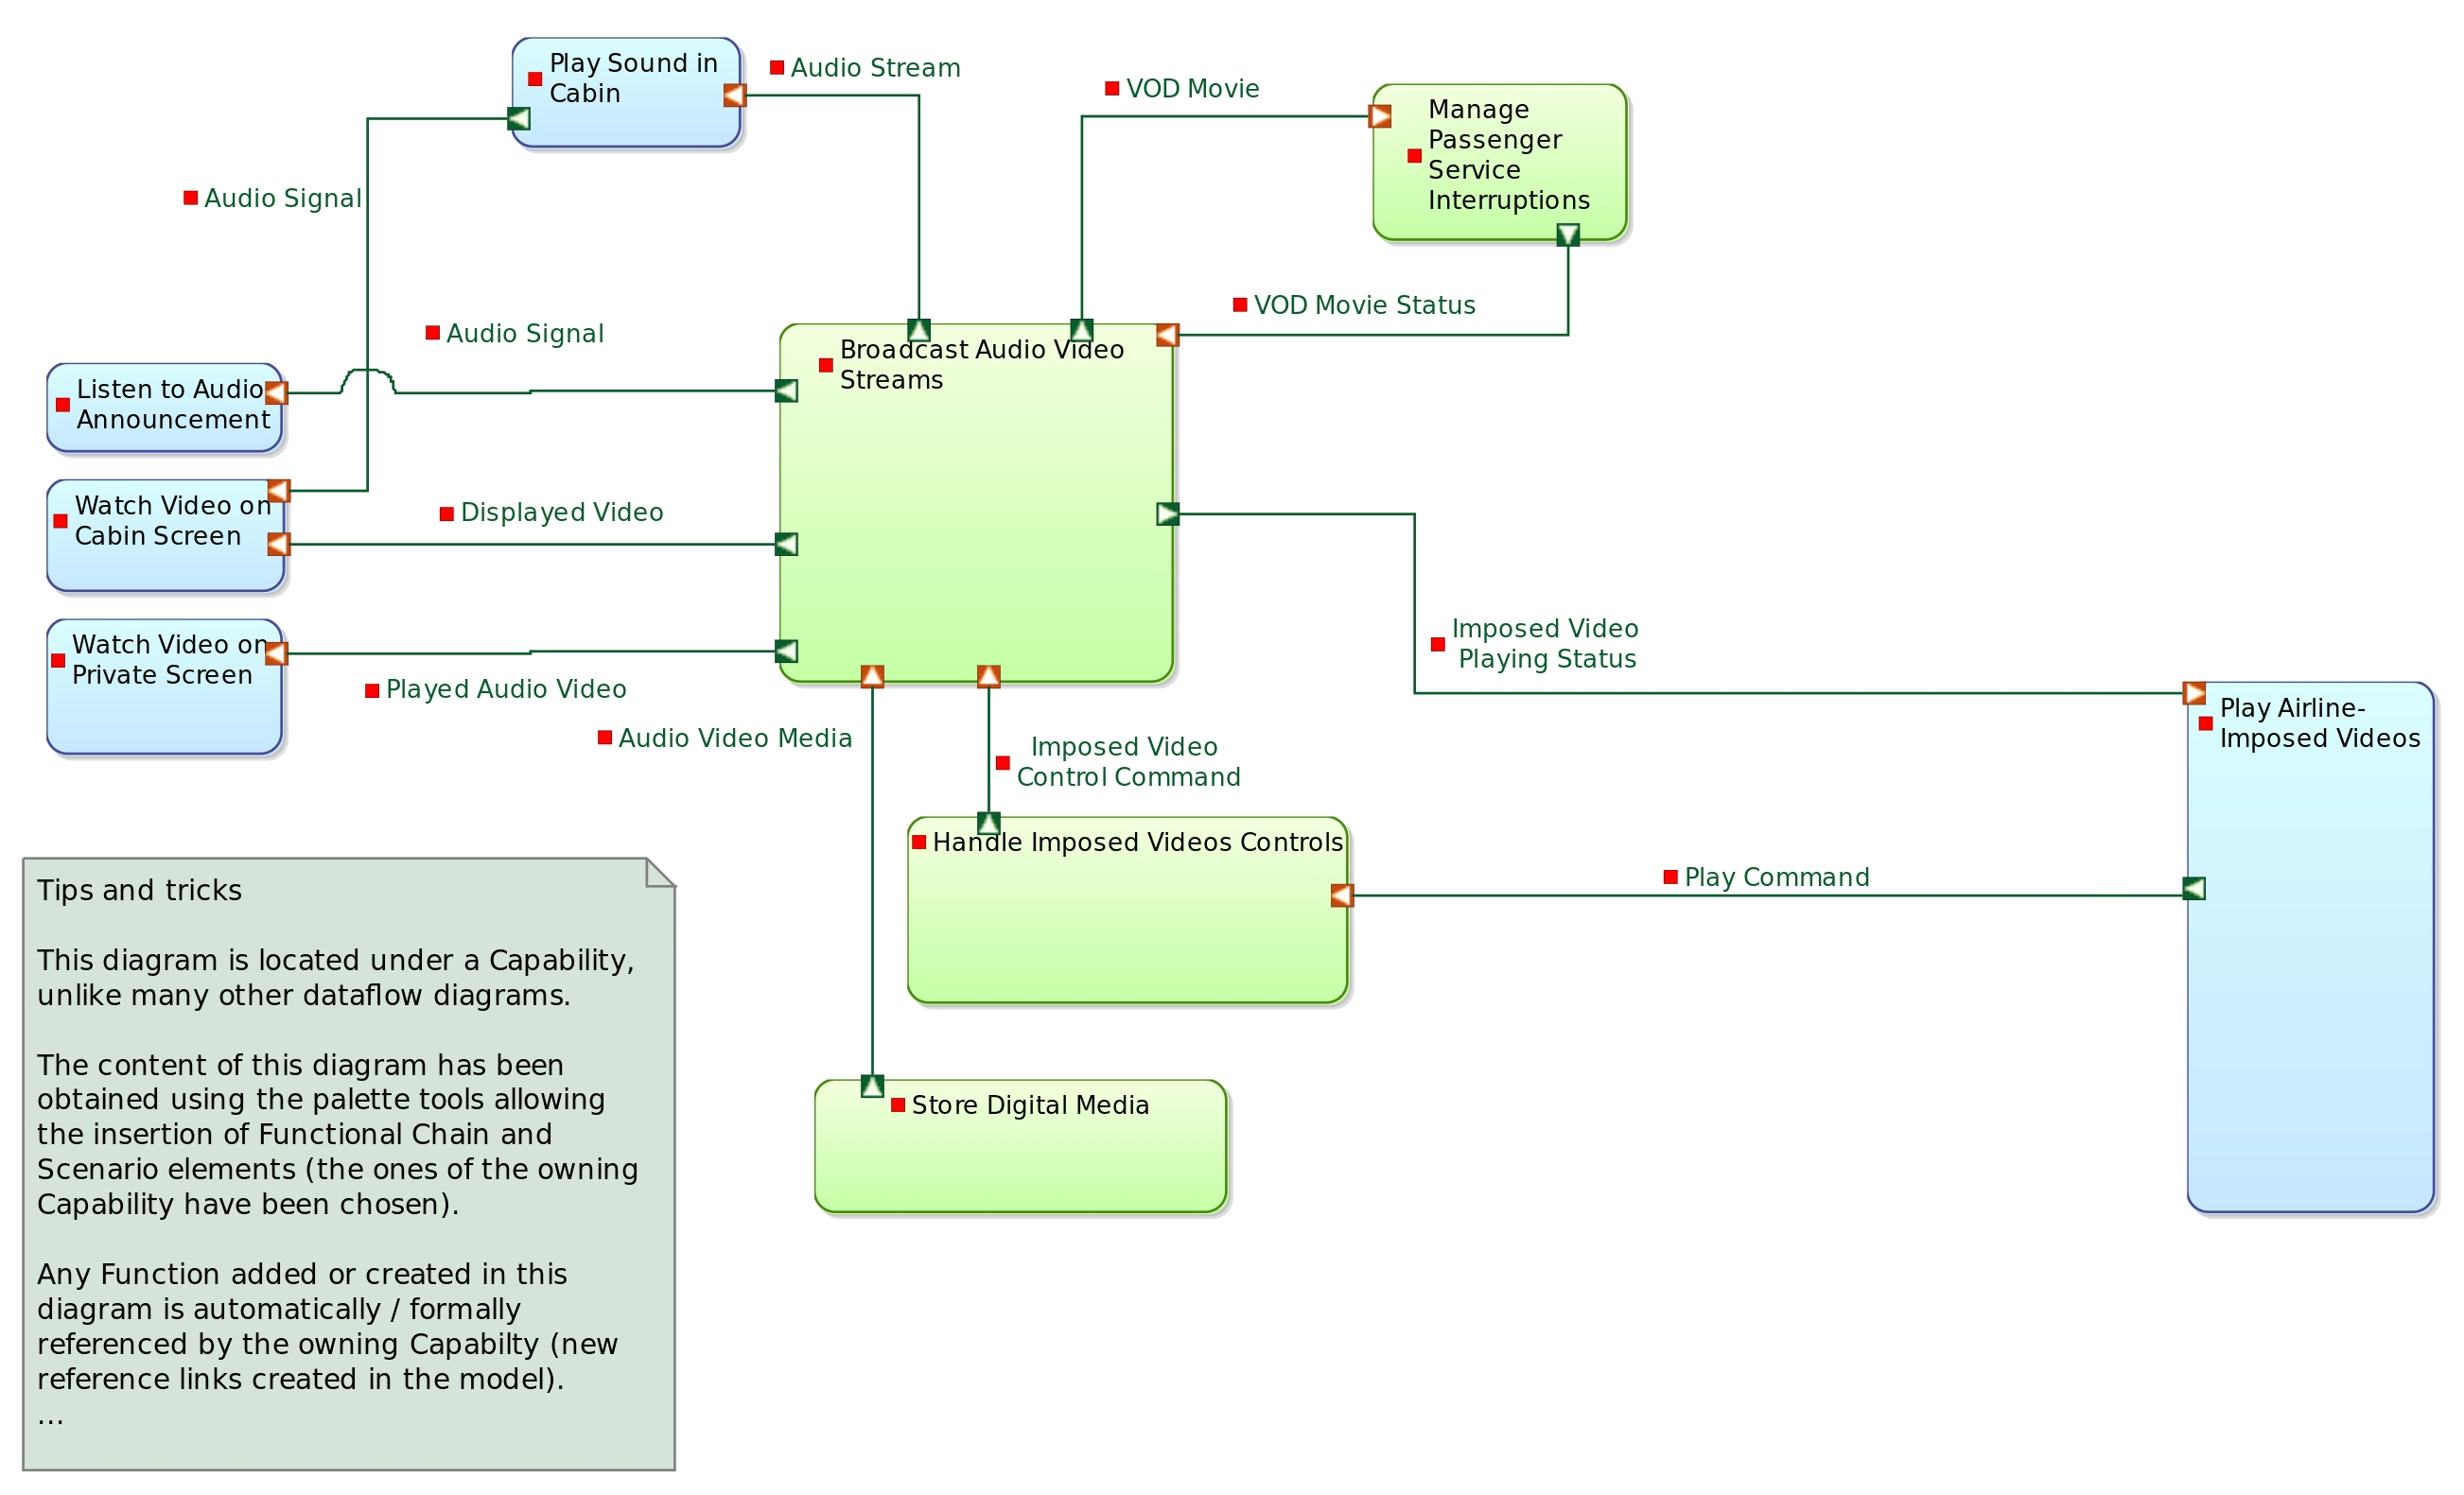 Play Sound in
Cabin
Audio Stream
VOD Movie
Manage
Passenger
Service
Interruptions
Audio Signal
VOD Movie Status
Audio Signal
Broadcast Audio Video
Streams
Listen to Audio
Announcement
Watch Video on
Cabin Screen
Displayed Video
Imposed Video
Playing Status
Watch Video on
Private Screen
Played Audio Video
Play Airline-
Imposed Videos
Audio Video Media
Imposed Video
Control Command
Handle Imposed Videos Controls
Play Command
Tips and tricks
This diagram is located under a Capability,
unlike many other dataflow diagrams.
The content of this diagram has been
obtained using the palette tools allowing
the insertion of Functional Chain and
Scenario elements (the ones of the owning
Capability have been chosen).
Any Function added or created in this
diagram is automatically / formally
referenced by the owning Capabilty (new
reference links created in the model).
...
Store Digital Media